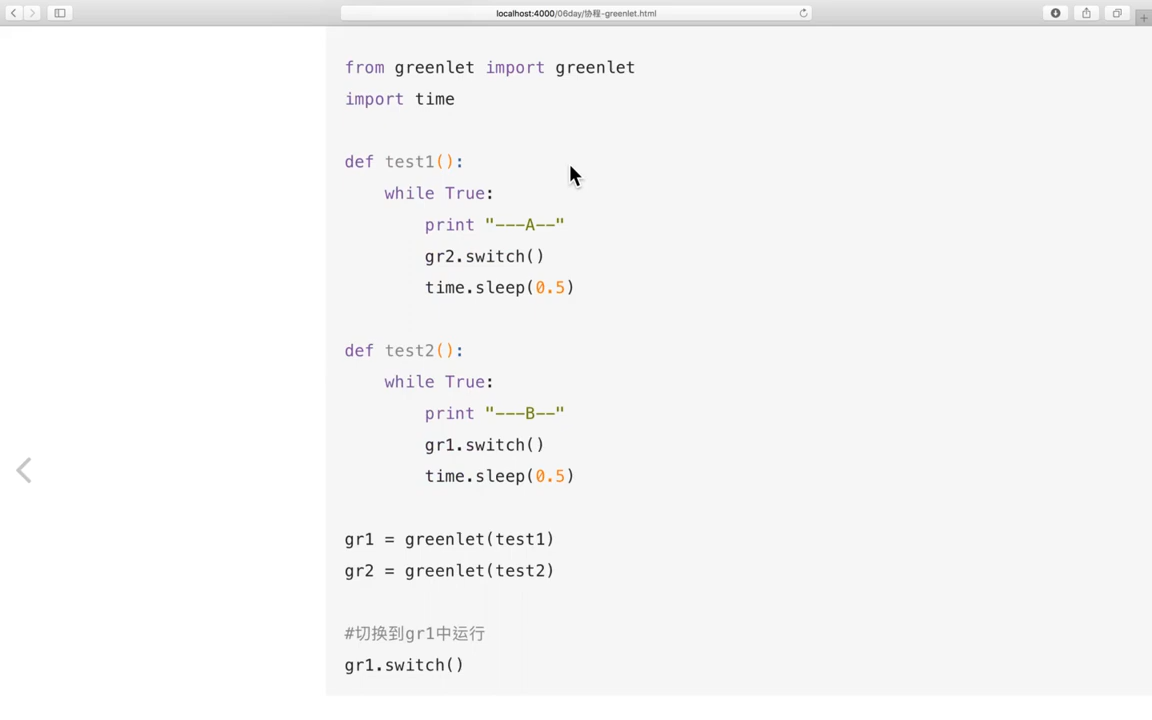 localhost:4000/06day/协程-greenlet.html
from greenlet import greenlet
import time
def test1():
    while True:
        print "---A--"
        gr2.switch()
        time.sleep(0.5)
def test2():
    while True:
        print "---B--"
        gr1.switch()
        time.sleep(0.5)
gr1 = greenlet(test1)
gr2 = greenlet(test2)
#切换到gr1中运行
gr1.switch()